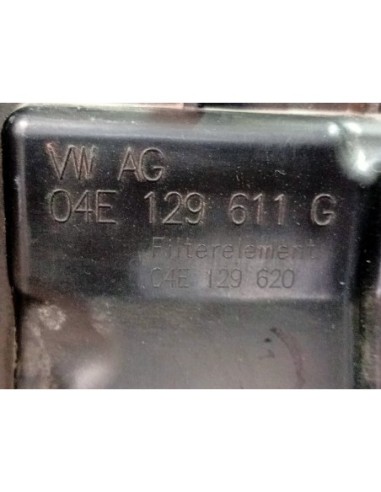 VW AG
04E 129 611 G
Filterelement
04E 129 620